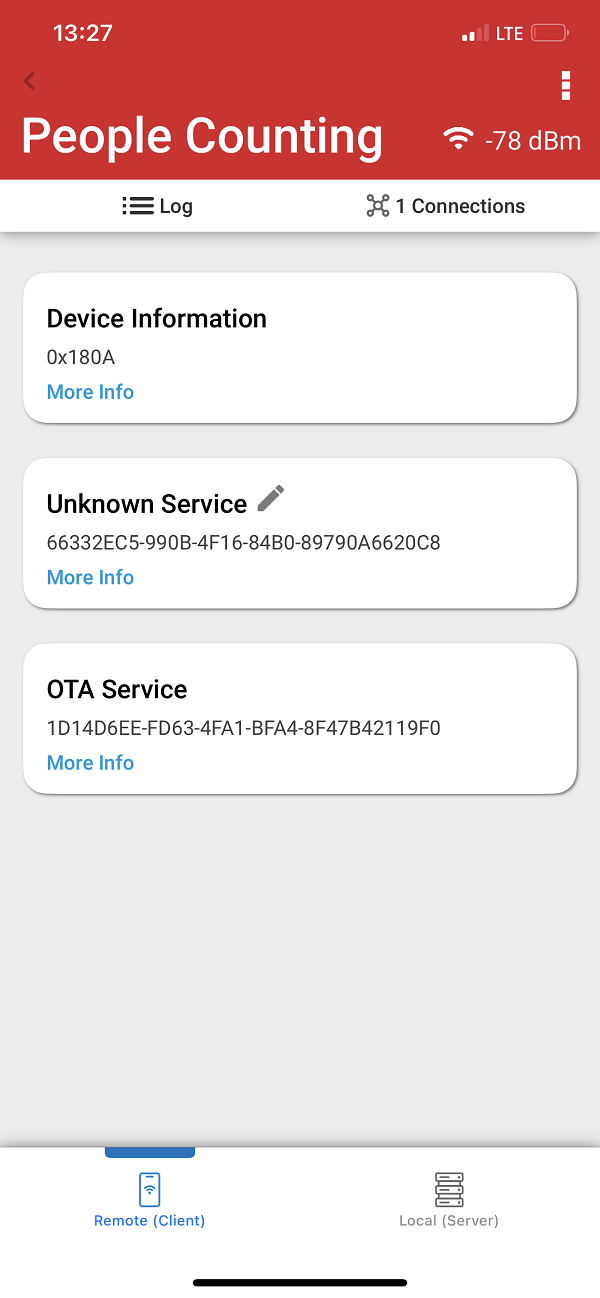 13:27
LTE
People Counting
-78 dBm
Log
1 Connections
Device Information
0x180A
More Info
Unknown Service
66332EC5-990B-4F16-84B0-89790A6620C8
More Info
OTA Service
1D14D6EE-FD63-4FA1-BFA4-8F47B42119F0
More Info
Remote (Client)
Local (Server)